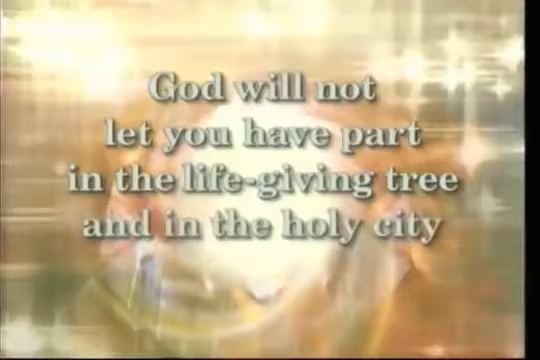 God will not
let you have part
in the life-giving tree
and in the holy city